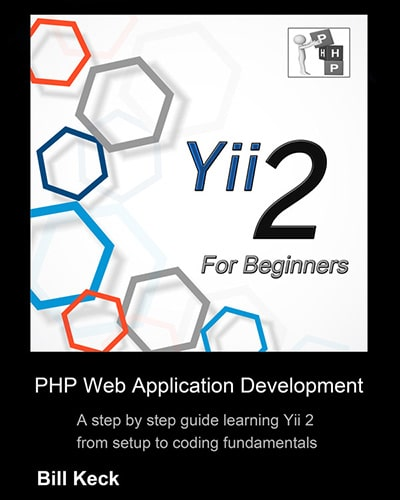 P
H H
P
Yii 2
For Beginners
PHP Web Application Development
A step by step guide learning Yii 2
from setup to coding fundamentals
Bill Keck